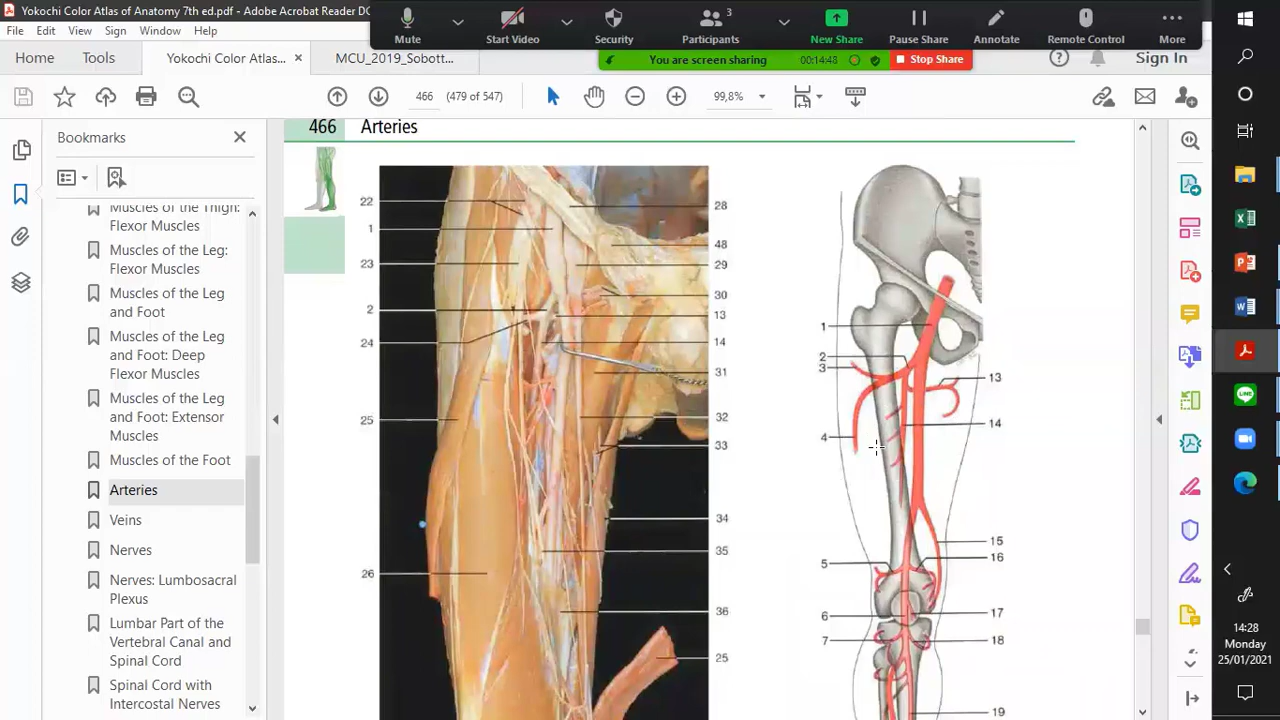 Yokochi Color Atlas of Anatomy 7th ed.pdf - Adobe Acrobat Reader DC
File Edit View Sign Window Help
Mute
Start Video
Security
3
Participants
New Share
Pause Share
Annotate
Remote Control
More
You are screen sharing
00:14:48
Stop Share
Home
Tools
Yokochi Color Atlas...
MCU_2019_Sobott...
Sign In
466
(479 of 547)
99,8%
Bookmarks
Muscles of the Thigh:
Flexor Muscles
Muscles of the Leg:
Flexor Muscles
Muscles of the Leg
and Foot
Muscles of the Leg
and Foot: Deep
Flexor Muscles
Muscles of the Leg
and Foot: Extensor
Muscles
Muscles of the Foot
Arteries
Veins
Nerves
Nerves: Lumbosacral
Plexus
Lumbar Part of the
Vertebral Canal and
Spinal Cord
Spinal Cord with
Intercostal Nerves
466 Arteries
22
1
23
2
24
25
26
28
48
29
30
13
14
31
32
33
34
35
36
25
1
2
3
4
5
6
7
13
14
15
16
17
18
19
14:28
Monday
25/01/2021